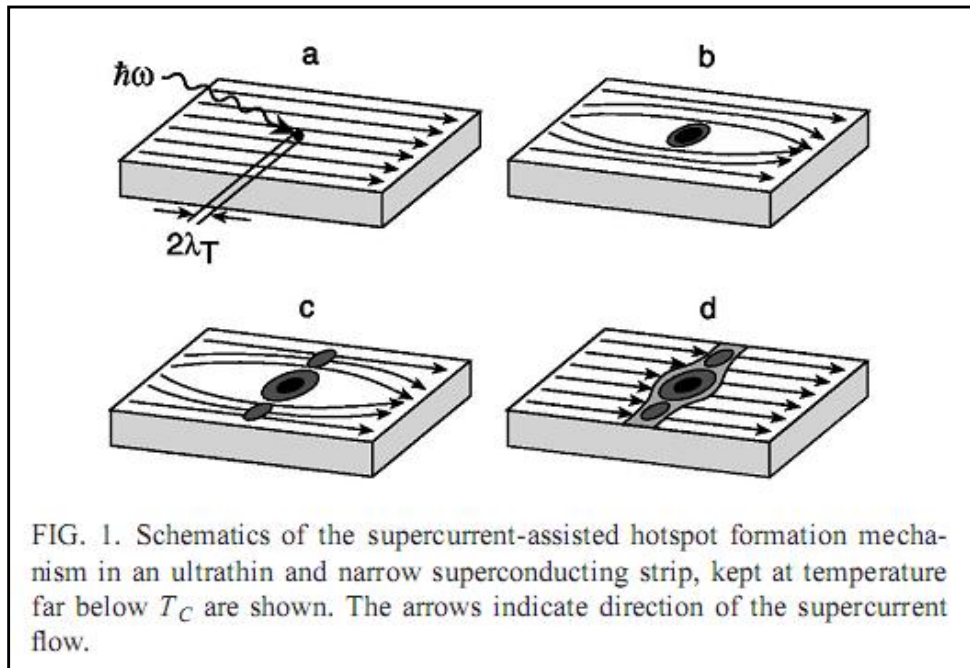 a
b
ħω
2λT
c
d
FIG. 1. Schematics of the supercurrent-assisted hotspot formation mecha-
nism in an ultrathin and narrow superconducting strip, kept at temperature
far below TC are shown. The arrows indicate direction of the supercurrent
flow.